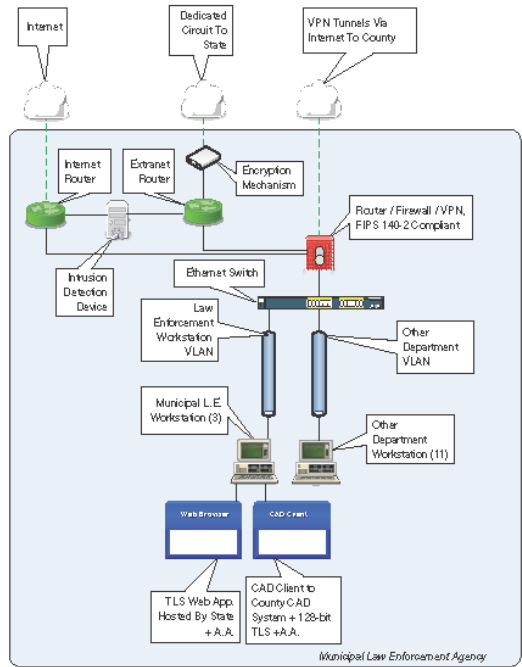 Internet
Dedicated
Circuit To
State
VPN Tunnels Via
Internet To County
Internet
Router
Extranet
Router
Encryption
Mechanism
Router / Firewall / VPN,
FIPS 140-2 Compliant
Intrusion
Detection
Device
Ethernet Switch
Law
Enforcement
Workstation
VLAN
Other
Department
VLAN
Municipal L.E.
Workstation (3)
Other
Department
Workstation (11)
Web Browser
CAD Client
TLS Web App.
Hosted By State
+ A.A.
CAD Client to
County CAD
System + 128-bit
TLS +A.A.
Municipal Law Enforcement Agency